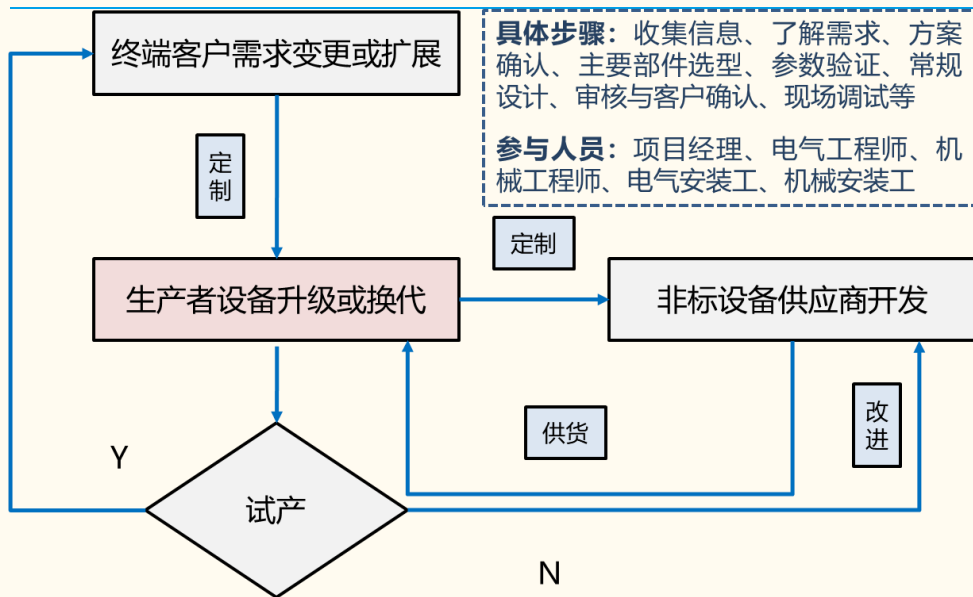 终端客户需求变更或扩展
具体步骤：收集信息、了解需求、方案
确认、主要部件选型、参数验证、常规
设计、审核与客户确认、现场调试等
参与人员：项目经理、电气工程师、机
械工程师、电气安装工、机械安装工
定
制
定制
生产者设备升级或换代
非标设备供应商开发
供货
改
进
Y
试产
N